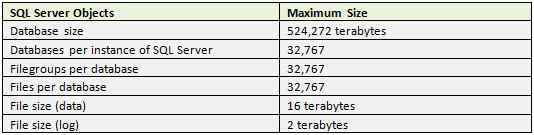 SQL Server Objects Maximum Size
Database size 524,272 terabytes
Databases per instance of SQL Server 32,767
Filegroups per database 32,767
Files per database 32,767
File size (data) 16 terabytes
File size (log) 2 terabytes